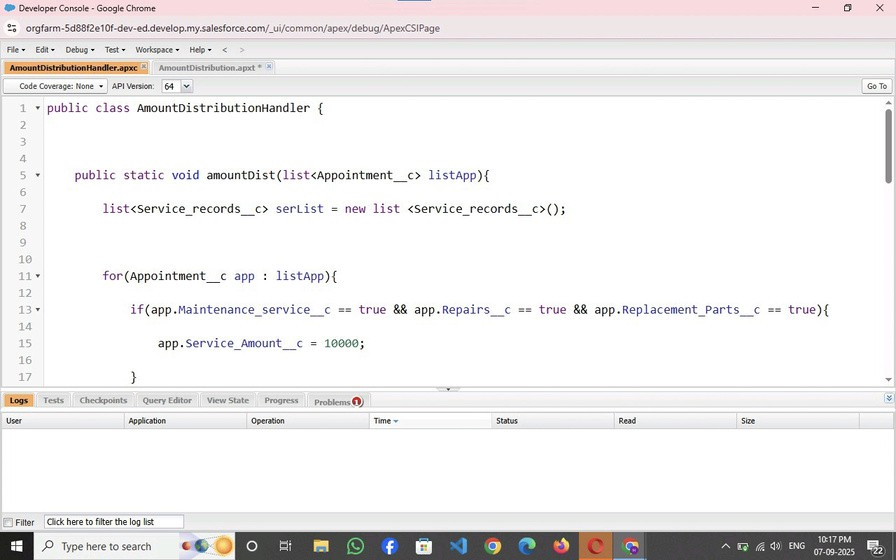 Developer Console - Google Chrome
orgfarm-5d88f2e10f-dev-ed.develop.my.salesforce.com/_ui/common/apex/debug/ApexCSIPage
File Edit Debug Test Workspace Help < >
AmountDistributionHandler.apxc AmountDistribution.apxt *
Code Coverage: None API Version: 64 Go To
1 public class AmountDistributionHandler {
2
3
4
5 public static void amountDist(list<Appointment__c> listApp){
6
7 list<Service_records__c> serList = new list <Service_records__c>();
8
9
10
11 for(Appointment__c app : listApp){
12
13 if(app.Maintenance_service__c == true && app.Repairs__c == true && app.Replacement_Parts__c == true){
14
15 app.Service_Amount__c = 10000;
16
17 }
Logs Tests Checkpoints Query Editor View State Progress Problems 1
User Application Operation Time Status Read Size
Filter Click here to filter the log list
Type here to search ENG 10:17 PM
07-09-2025 22